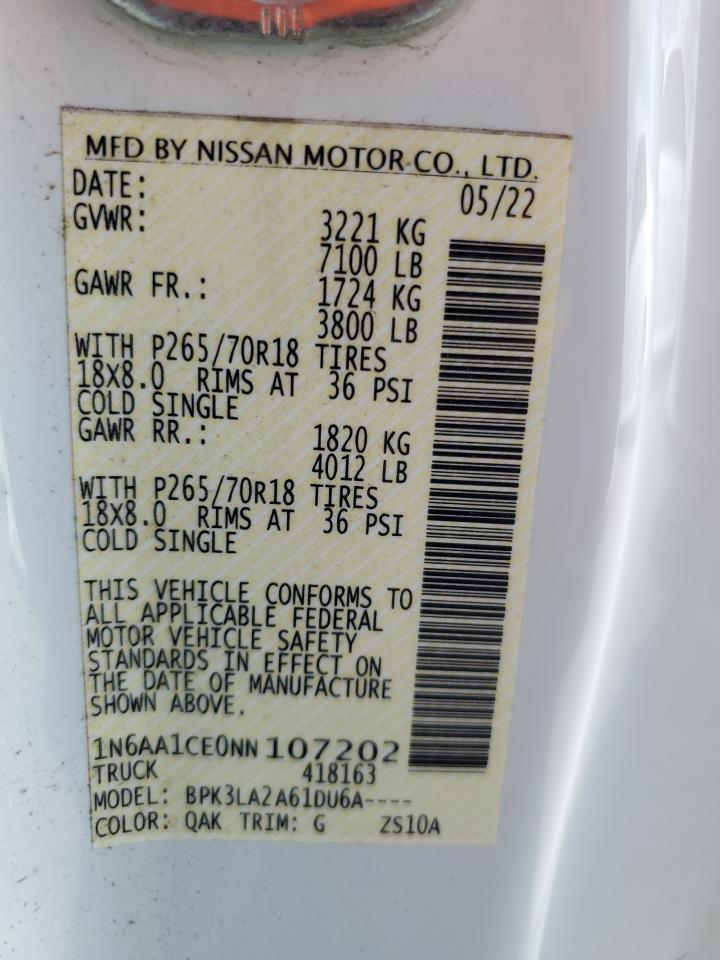 MFD BY NISSAN MOTOR CO., LTD.
DATE: 05/22
GVWR: 3221 KG
7100 LB
GAWR FR.: 1724 KG
3800 LB
WITH P265/70R18 TIRES
18X8.0 RIMS AT 36 PSI
COLD SINGLE
GAWR RR.: 1820 KG
4012 LB
WITH P265/70R18 TIRES
18X8.0 RIMS AT 36 PSI
COLD SINGLE
THIS VEHICLE CONFORMS TO
ALL APPLICABLE FEDERAL
MOTOR VEHICLE SAFETY
STANDARDS IN EFFECT ON
THE DATE OF MANUFACTURE
SHOWN ABOVE.
1N6AA1CE0NN107202
TRUCK 418163
MODEL: BPK3LA2A61DU6A----
COLOR: QAK TRIM: G ZS10A